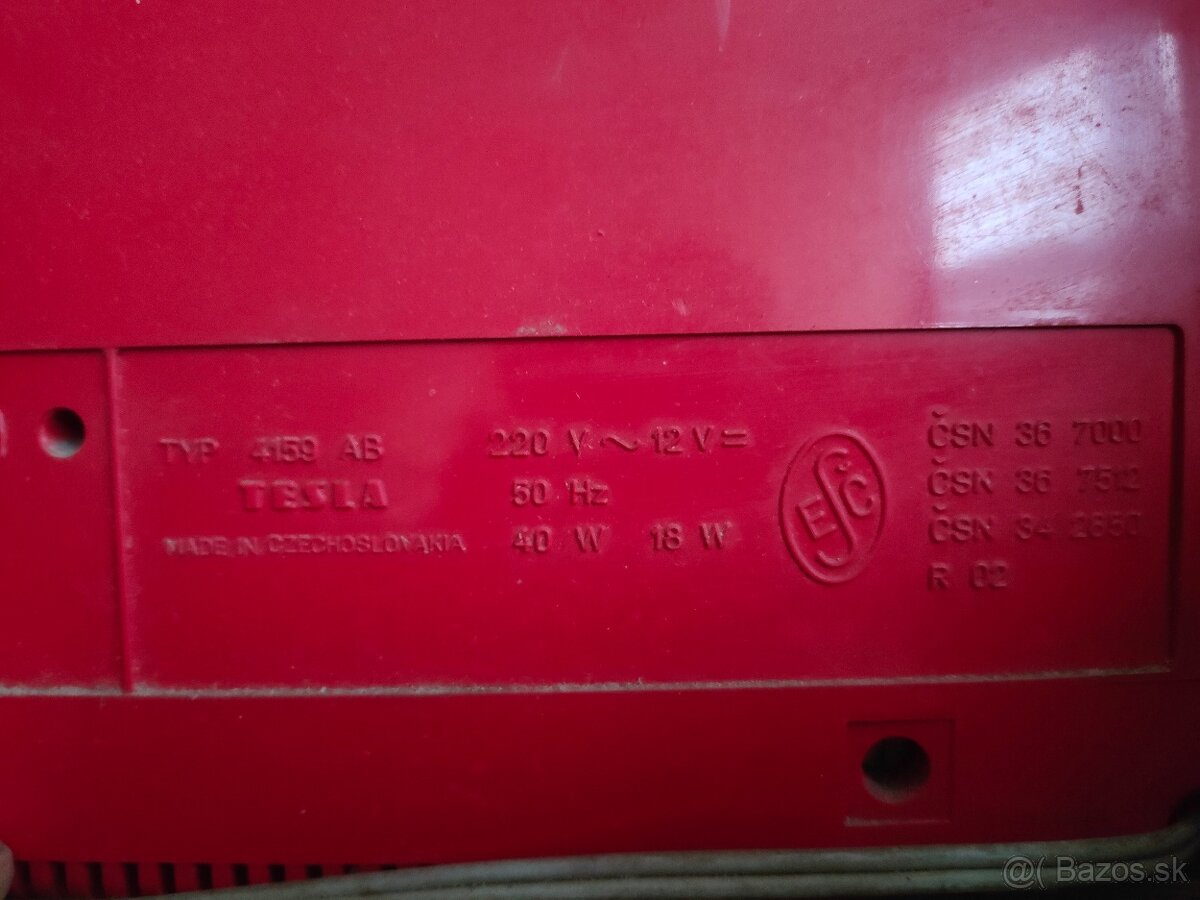 TYP 4159 AB
TESLA
MADE IN CZECHOSLOVAKIA
220 V ~ 12 V =
50 Hz
40 W 18 W
ESČ
ČSN 36 7000
ČSN 36 7512
ČSN 34 2850
R 02
@( Bazos.sk